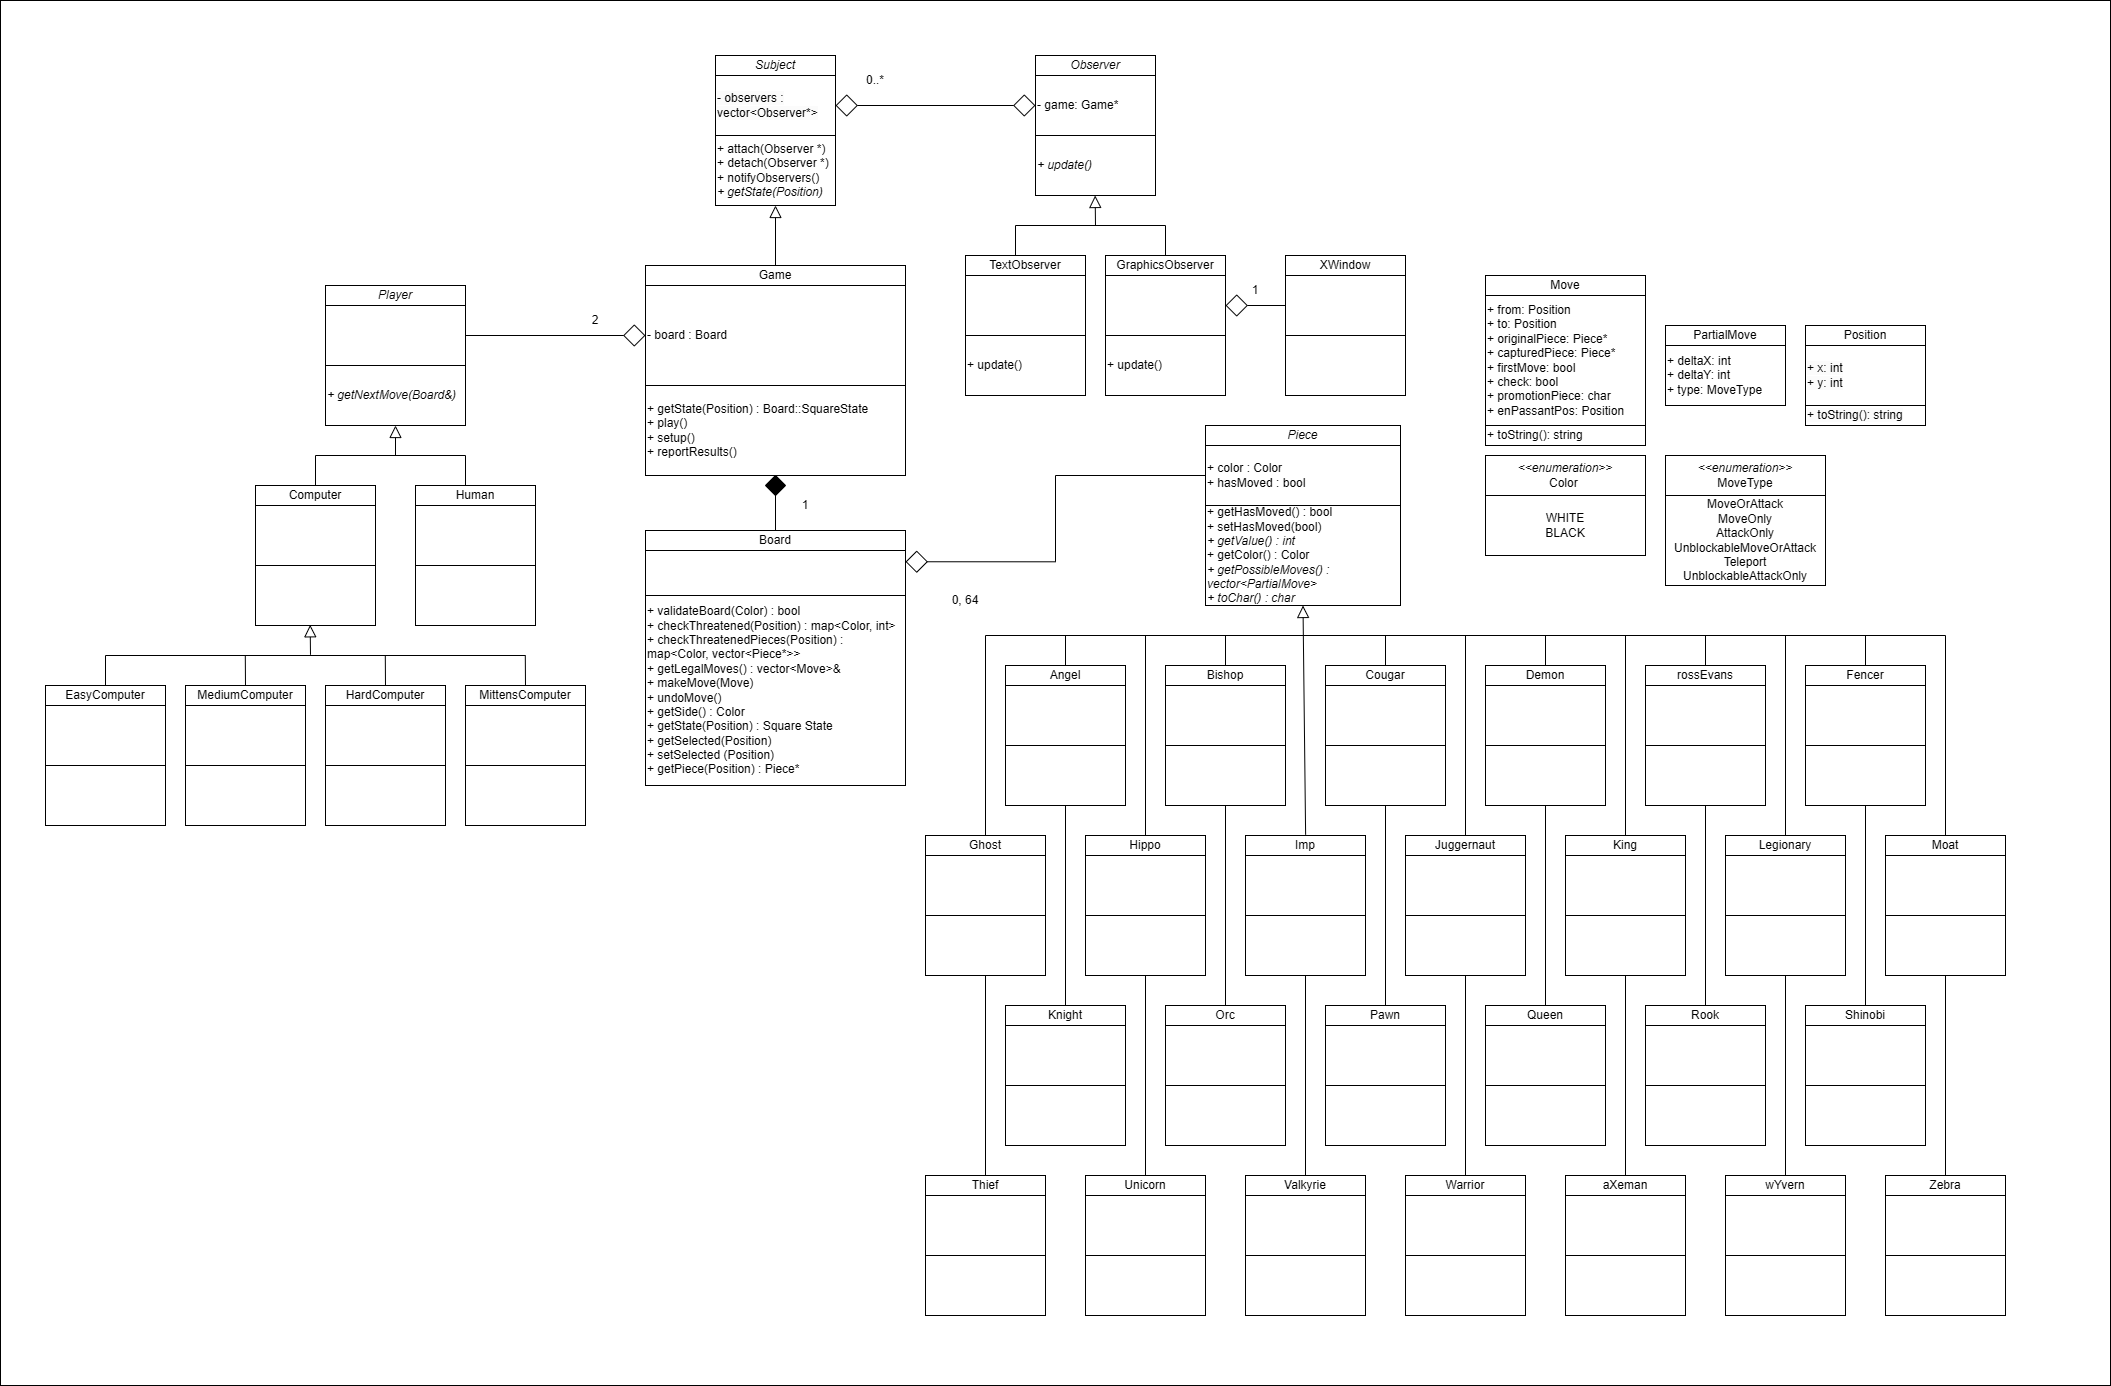 Subject
- observers :
vector<Observer*>
+ attach(Observer *)
+ detach(Observer *)
+ notifyObservers()
+ getState(Position)
0..*
Observer
- game: Game*
+ update()
TextObserver
+ update()
GraphicsObserver
+ update()
1
XWindow
Game
- board : Board
+ getState(Position) : Board::SquareState
+ play()
+ setup()
+ reportResults()
2
Player
+ getNextMove(Board&)
Computer
Human
EasyComputer
MediumComputer
HardComputer
MittensComputer
1
Board
+ validateBoard(Color) : bool
+ checkThreatened(Position) : map<Color, int>
+ checkThreatenedPieces(Position) :
map<Color, vector<Piece*>>
+ getLegalMoves() : vector<Move>&
+ makeMove(Move)
+ undoMove()
+ getSide() : Color
+ getState(Position) : Square State
+ getSelected(Position)
+ setSelected (Position)
+ getPiece(Position) : Piece*
0, 64
Piece
+ color : Color
+ hasMoved : bool
+ getHasMoved() : bool
+ setHasMoved(bool)
+ getValue() : int
+ getColor() : Color
+ getPossibleMoves() :
vector<PartialMove>
+ toChar() : char
Move
+ from: Position
+ to: Position
+ originalPiece: Piece*
+ capturedPiece: Piece*
+ firstMove: bool
+ check: bool
+ promotionPiece: char
+ enPassantPos: Position
+ toString(): string
PartialMove
+ deltaX: int
+ deltaY: int
+ type: MoveType
Position
+ x: int
+ y: int
+ toString(): string
<<enumeration>>
Color
WHITE
BLACK
<<enumeration>>
MoveType
MoveOrAttack
MoveOnly
AttackOnly
UnblockableMoveOrAttack
Teleport
UnblockableAttackOnly
Angel
Bishop
Cougar
Demon
rossEvans
Fencer
Ghost
Hippo
Imp
Juggernaut
King
Legionary
Moat
Knight
Orc
Pawn
Queen
Rook
Shinobi
Thief
Unicorn
Valkyrie
Warrior
aXeman
wYvern
Zebra